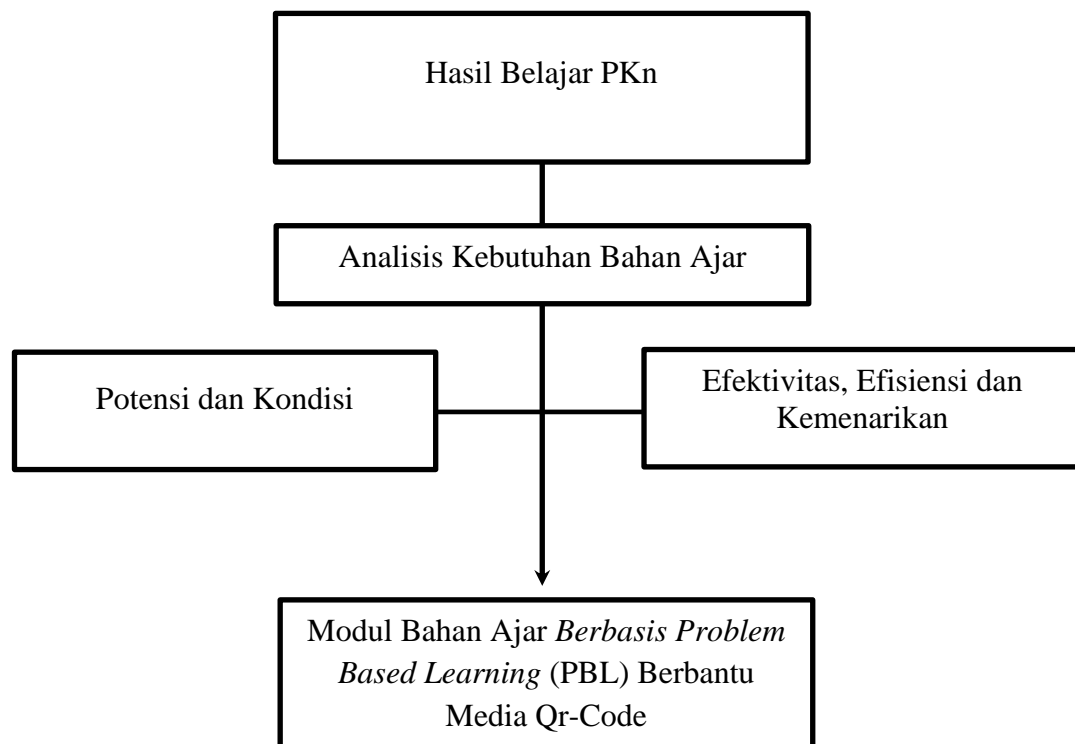 Hasil Belajar PKn
Analisis Kebutuhan Bahan Ajar
Potensi dan Kondisi
Efektivitas, Efisiensi dan
Kemenarikan
Modul Bahan Ajar Berbasis Problem
Based Learning (PBL) Berbantu
Media Qr-Code